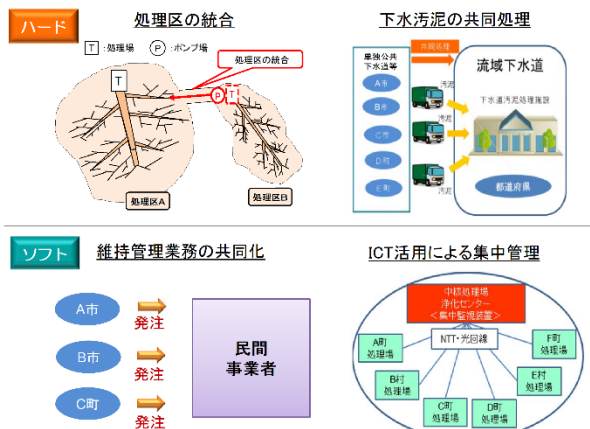 ハード
処理区の統合
T :処理場 P :ポンプ場
処理区の統合
T
P
T
処理区A
処理区B
下水汚泥の共同処理
単独公共
下水道等
共同処理
流域下水道
A市
B市
C市
D町
E町
汚泥
汚泥
汚泥
下水道汚泥処理施設
都道府県
ソフト
維持管理業務の共同化
A市
発注
B市
発注
C町
発注
民間
事業者
ICT活用による集中管理
中核処理場
浄化センター
<集中監視装置>
NTT・光回線
A町
処理場
B村
処理場
C町
処理場
D町
処理場
E村
処理場
F町
処理場